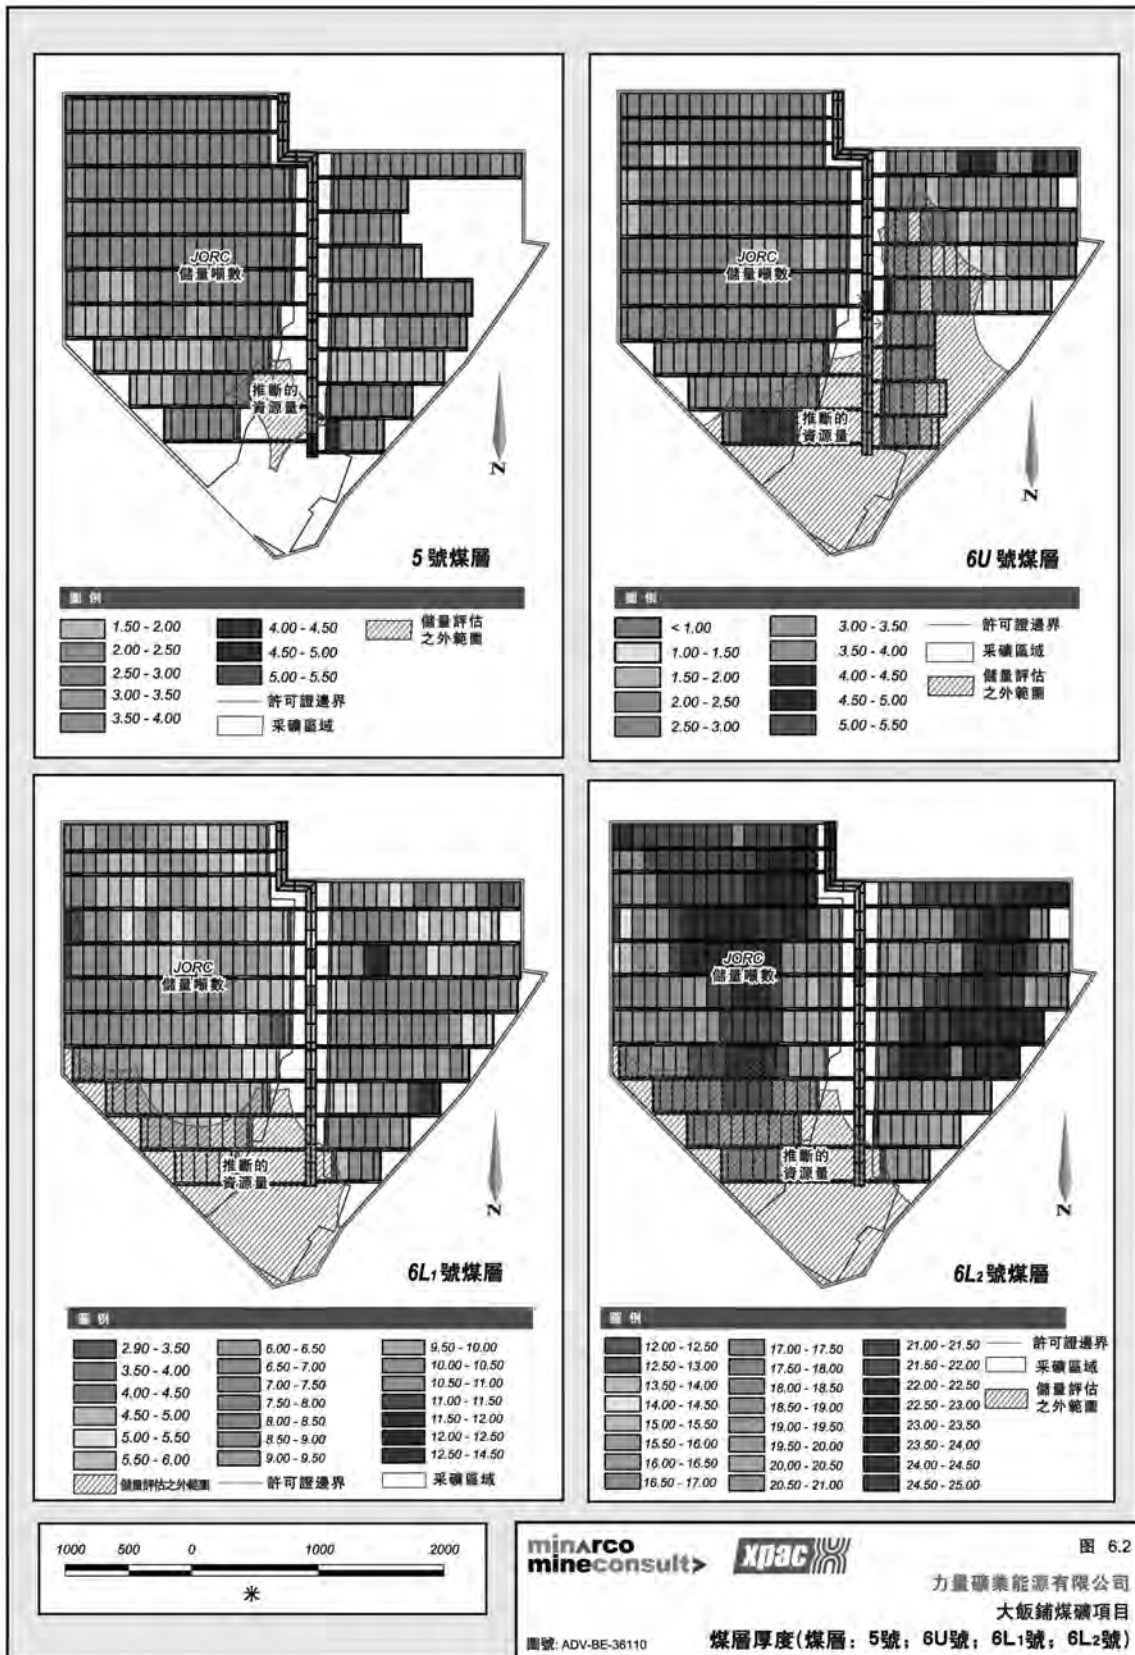 JORC
儲量噸數
推斷的
資源量
N
5 號煤層
圖 例
1.50 - 2.00
2.00 - 2.50
2.50 - 3.00
3.00 - 3.50
3.50 - 4.00
4.00 - 4.50
4.50 - 5.00
5.00 - 5.50
許可證邊界
采礦區域
儲量評估
之外範圍
JORC
儲量噸數
推斷的
資源量
N
6U 號煤層
圖 例
< 1.00
1.00 - 1.50
1.50 - 2.00
2.00 - 2.50
2.50 - 3.00
3.00 - 3.50
3.50 - 4.00
4.00 - 4.50
4.50 - 5.00
5.00 - 5.50
許可證邊界
采礦區域
儲量評估
之外範圍
JORC
儲量噸數
推斷的
資源量
N
6L1 號煤層
圖 例
2.90 - 3.50
3.50 - 4.00
4.00 - 4.50
4.50 - 5.00
5.00 - 5.50
5.50 - 6.00
儲量評估之外範圍
6.00 - 6.50
6.50 - 7.00
7.00 - 7.50
7.50 - 8.00
8.00 - 8.50
8.50 - 9.00
9.00 - 9.50
許可證邊界
9.50 - 10.00
10.00 - 10.50
10.50 - 11.00
11.00 - 11.50
11.50 - 12.00
12.00 - 12.50
12.50 - 14.50
采礦區域
JORC
儲量噸數
推斷的
資源量
N
6L2 號煤層
圖 例
12.00 - 12.50
12.50 - 13.00
13.50 - 14.00
14.00 - 14.50
15.00 - 15.50
15.50 - 16.00
16.00 - 16.50
16.50 - 17.00
17.00 - 17.50
17.50 - 18.00
18.00 - 18.50
18.50 - 19.00
19.00 - 19.50
19.50 - 20.00
20.00 - 20.50
20.50 - 21.00
21.00 - 21.50
21.50 - 22.00
22.00 - 22.50
22.50 - 23.00
23.00 - 23.50
23.50 - 24.00
24.00 - 24.50
24.50 - 25.00
許可證邊界
采礦區域
儲量評估
之外範圍
1000 500 0 1000 2000
米
minarco
mineconsult>
xpac
图 6.2
力量礦業能源有限公司
大飯鋪煤礦項目
圖號: ADV-BE-36110
煤層厚度(煤層: 5號; 6U號; 6L1號; 6L2號)